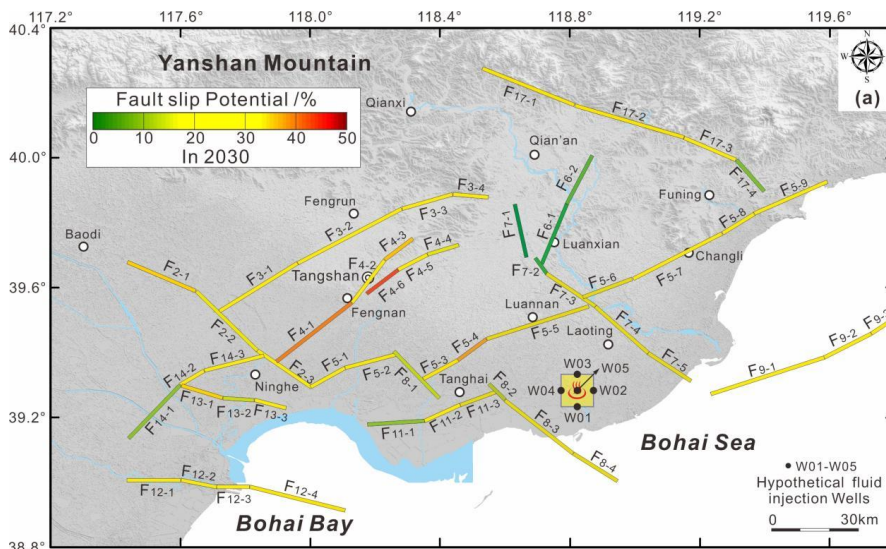 117.2° 117.6° 118.0° 118.4° 118.8° 119.2° 119.6°
40.4°
40.0°
39.6°
39.2°
38.8°
Yanshan Mountain
N
W E
S
(a)
Fault slip Potential /%
0 10 20 30 40 50
In 2030
Qianxi
F17-1
F17-2
F17-3
F17-4
Qian'an
F6-2
F6-1
Funing
F5-9
F5-8
Fengrun
F3-4
F3-3
F3-2
F3-1
Baodi
F7-1
Luanxian
Changli
F2-1
F4-3
F4-2
F4-4
F4-5
F4-6
Tangshan
Fengnan
F4-1
F7-2
F7-3
F5-6
F5-7
Luannan
F5-5
Laoting
F7-4
F7-5
F2-2
F2-3
F14-3
F14-2
F14-1
Ninghe
F5-1
F5-2
F5-3
F5-4
F8-1
F13-1
F13-2
F13-3
Tanghai
F8-2
F11-1
F11-2
F11-3
F8-3
F8-4
W03
W05
W04 W02
W01
F9-1
F9-2
F9-3
Bohai Sea
F12-1
F12-2
F12-3
F12-4
Bohai Bay
W01-W05
Hypothetical fluid
injection Wells
0 30km